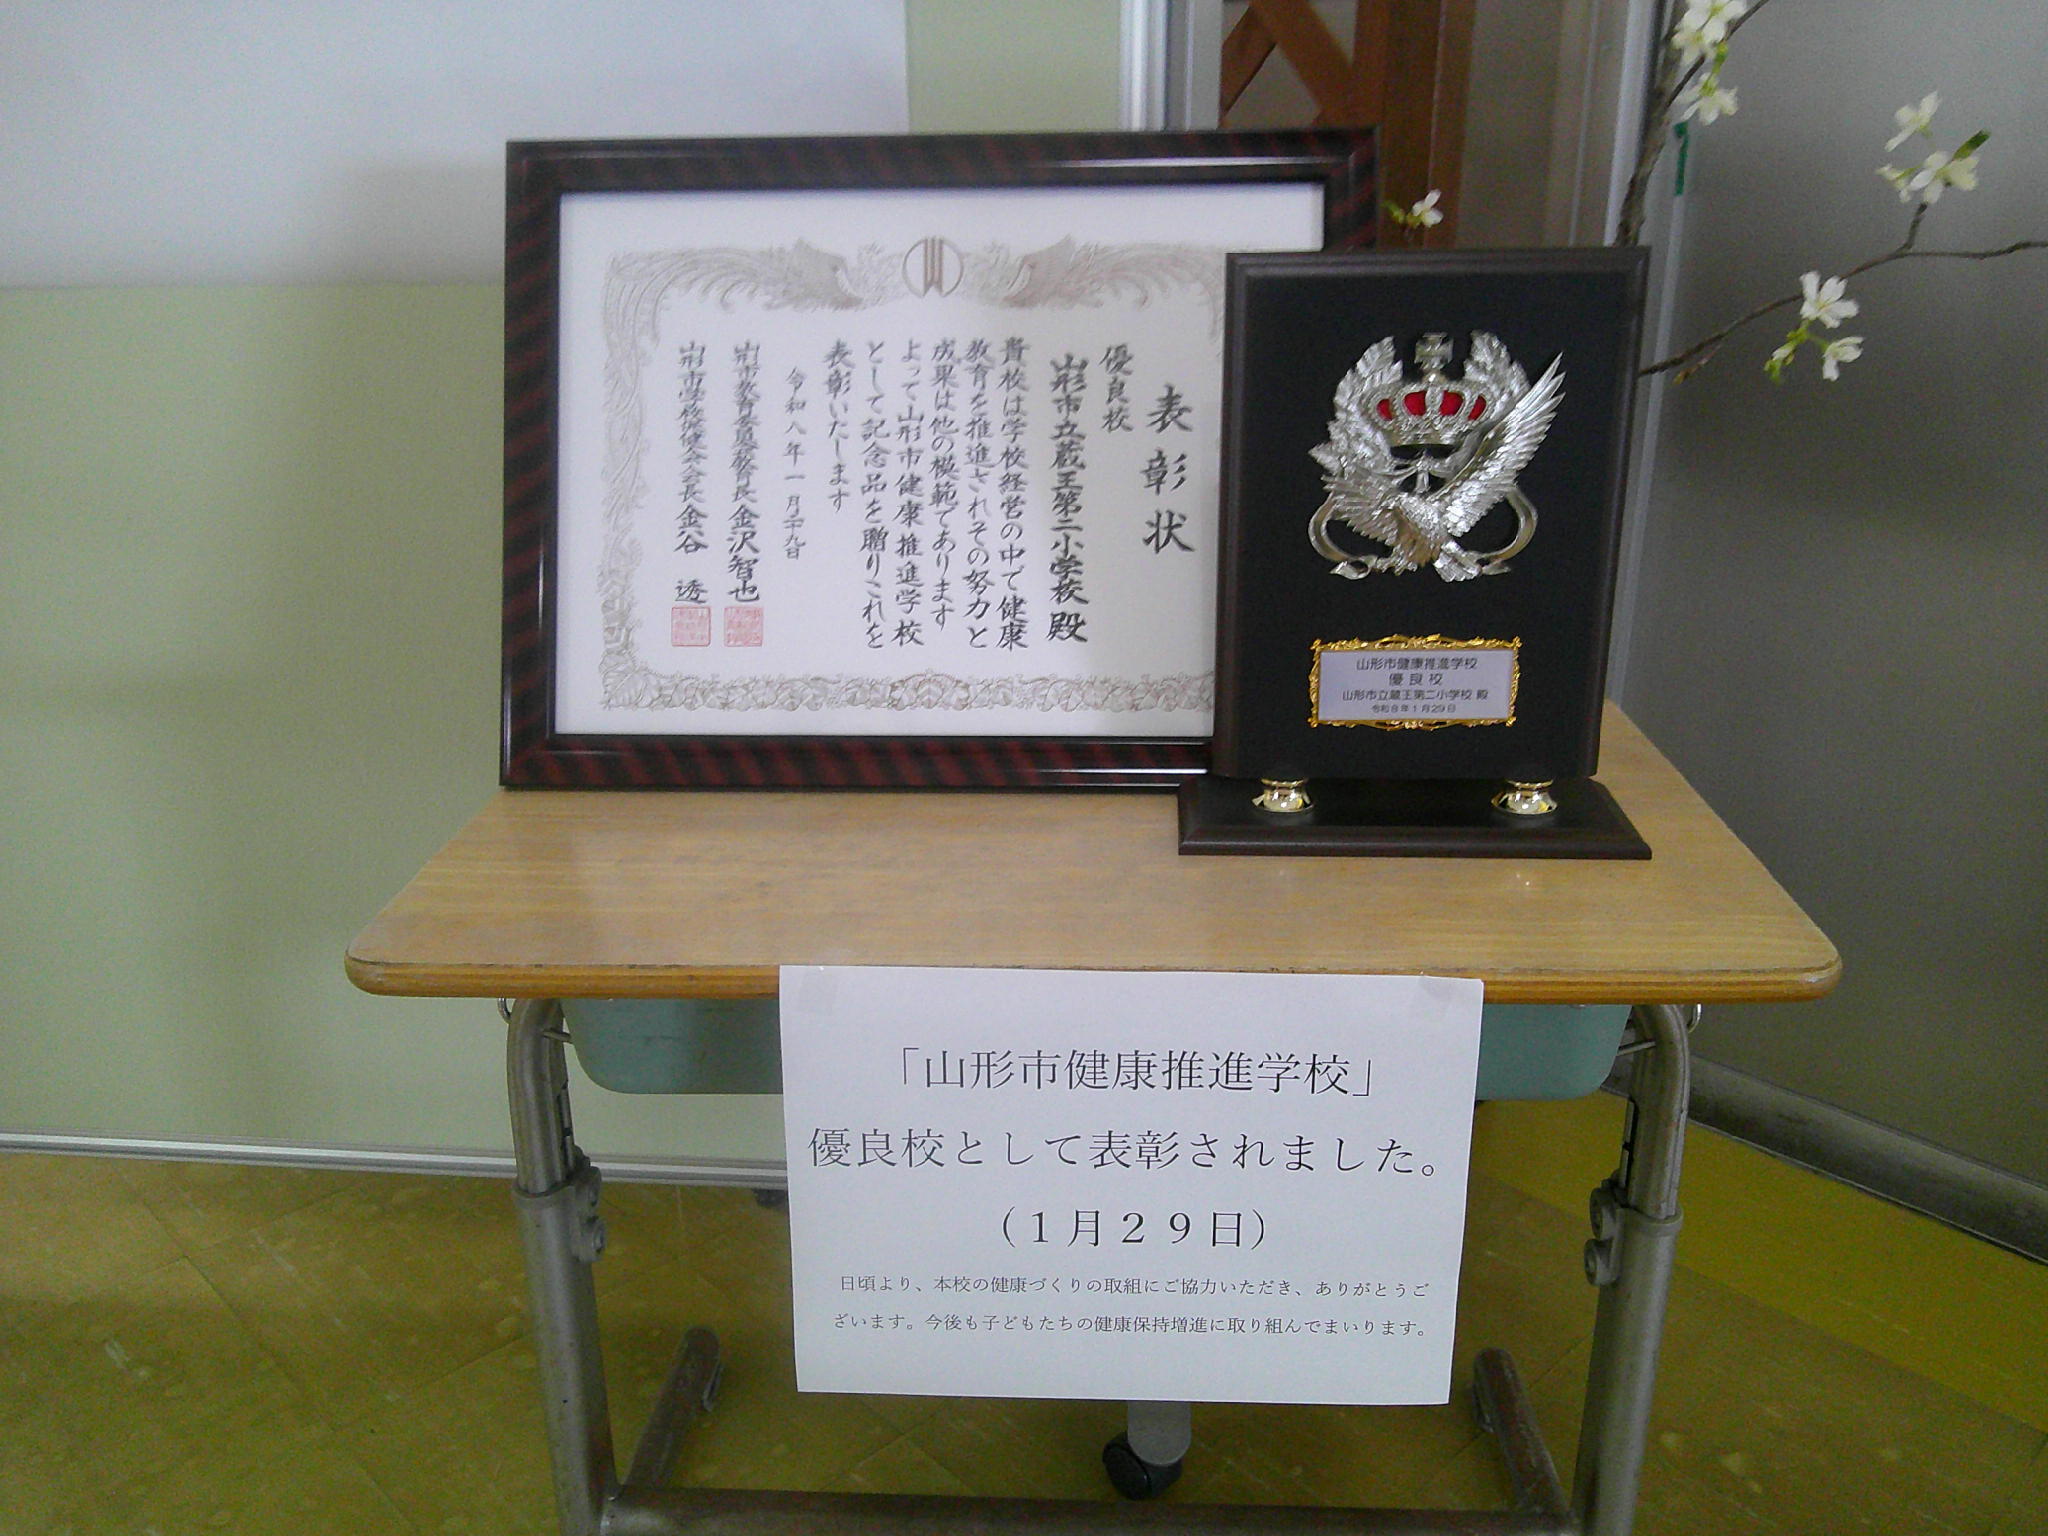 表彰状
優良校
山形市立蔵王第二小学校 殿
貴校は学校経営の中で健康
教育を推進されその努力と
成果は他の模範であります
よって山形市健康推進学校
として記念品を贈りこれを
表彰いたします
令和八年一月二十九日
山形市教育委員会教育長 金沢智也
山形市学校保健会会長 金谷 透
山形市健康推進学校
優良校
山形市立蔵王第二小学校 殿
令和8年1月29日
「山形市健康推進学校」
優良校として表彰されました。
（１月２９日）
日頃より、本校の健康づくりの取組にご協力いただき、ありがとうご
ざいます。今後も子どもたちの健康保持増進に取り組んでまいります。